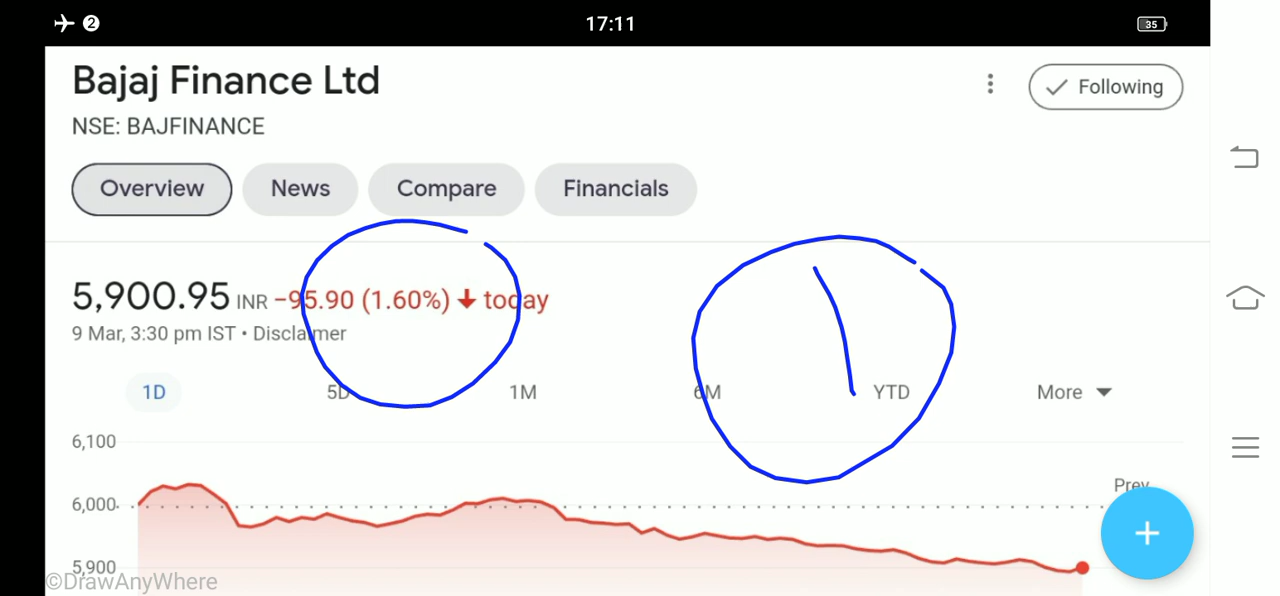 2 17:11 35
Bajaj Finance Ltd
Following
NSE: BAJFINANCE
Overview News Compare Financials
5,900.95 INR −95.90 (1.60%) today
9 Mar, 3:30 pm IST • Disclaimer
1D 5D 1M 6M YTD More
6,100
Prev
6,000
5,900
©DrawAnyWhere